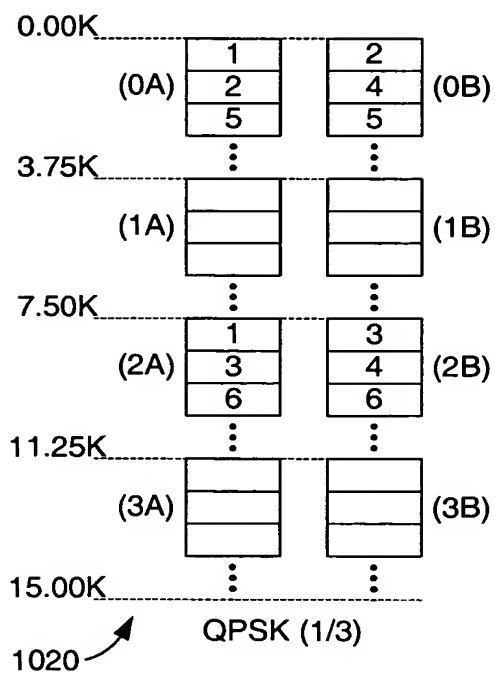 0.00K
1 2
(0A) 2 4 (0B)
5 5
3.75K
(1A) (1B)
7.50K
1 3
(2A) 3 4 (2B)
6 6
11.25K
(3A) (3B)
15.00K
QPSK (1/3)
1020